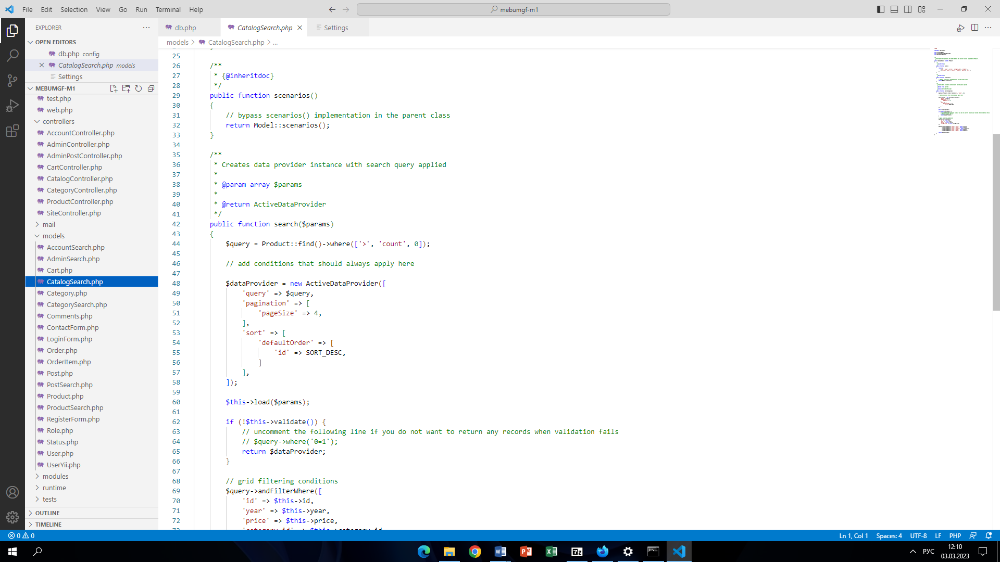 File Edit Selection View Go Run Terminal Help
mebumgf-m1
EXPLORER
OPEN EDITORS
db.php config
CatalogSearch.php models
Settings
MEBUMGF-M1
test.php
web.php
controllers
AccountController.php
AdminController.php
AdminPostController.php
CartController.php
CatalogController.php
CategoryController.php
ProductController.php
SiteController.php
mail
models
AccountSearch.php
AdminSearch.php
Cart.php
CatalogSearch.php
Category.php
CategorySearch.php
Comments.php
ContactForm.php
LoginForm.php
Order.php
OrderItem.php
Post.php
PostSearch.php
Product.php
ProductSearch.php
RegisterForm.php
Role.php
Status.php
User.php
UserYii.php
modules
runtime
tests
OUTLINE
TIMELINE
db.php CatalogSearch.php Settings
models > CatalogSearch.php > ...
25
26 /**
27 * {@inheritdoc}
28 */
29 public function scenarios()
30 {
31 // bypass scenarios() implementation in the parent class
32 return Model::scenarios();
33 }
34
35 /**
36 * Creates data provider instance with search query applied
37 *
38 * @param array $params
39 *
40 * @return ActiveDataProvider
41 */
42 public function search($params)
43 {
44 $query = Product::find()->where(['>', 'count', 0]);
45
46 // add conditions that should always apply here
47
48 $dataProvider = new ActiveDataProvider([
49 'query' => $query,
50 'pagination' => [
51 'pageSize' => 4,
52 ],
53 'sort' => [
54 'defaultOrder' => [
55 'id' => SORT_DESC,
56 ]
57 ],
58 ]);
59
60 $this->load($params);
61
62 if (!$this->validate()) {
63 // uncomment the following line if you do not want to return any records when validation fails
64 // $query->where('0=1');
65 return $dataProvider;
66 }
67
68 // grid filtering conditions
69 $query->andFilterWhere([
70 'id' => $this->id,
71 'year' => $this->year,
72 'price' => $this->price,
73 'category_id' => $this->category_id,
0 0
Ln 1, Col 1 Spaces: 4 UTF-8 LF PHP
РУС
12:10
03.03.2023